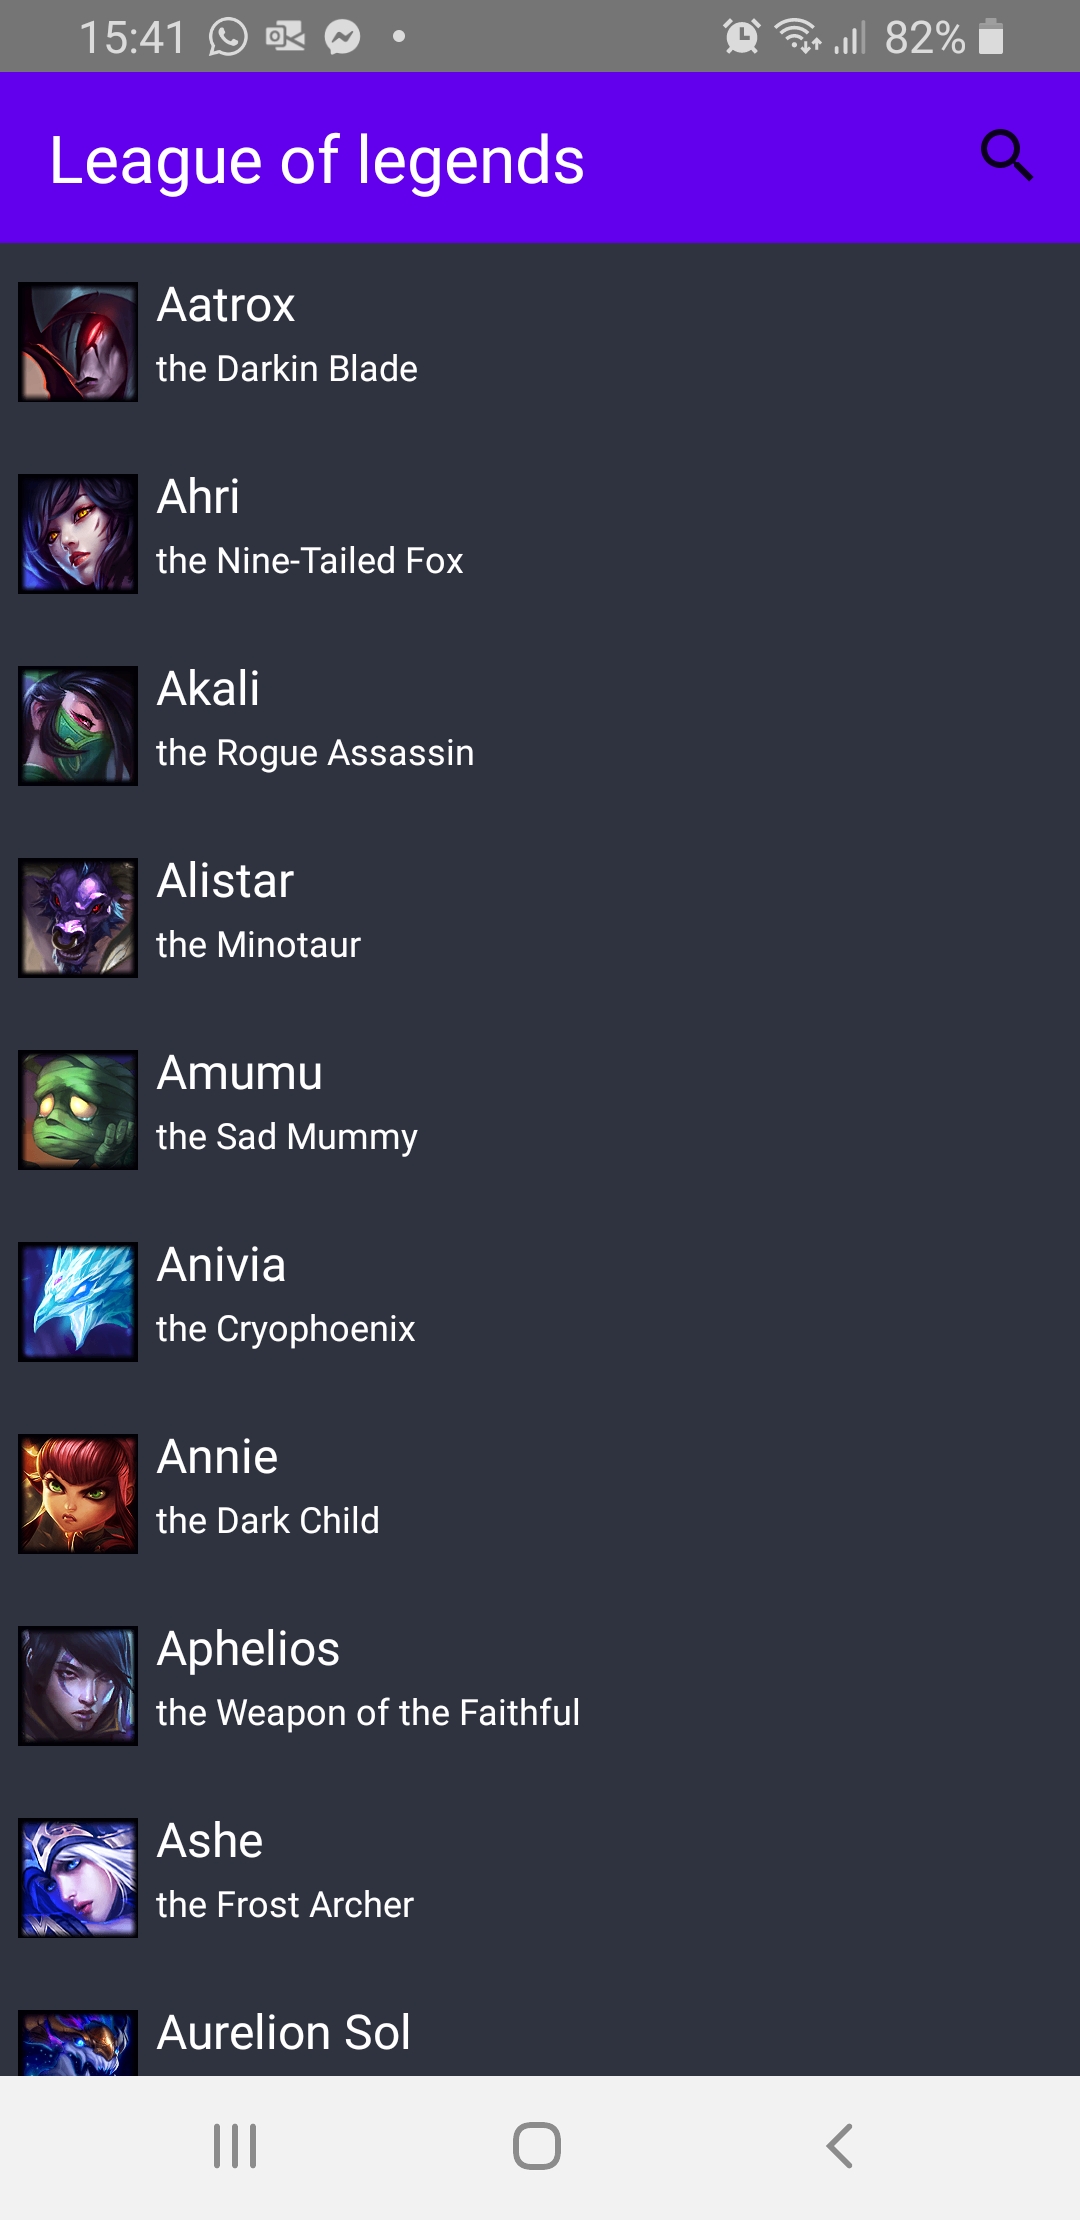 15:41 82%
League of legends
Aatrox
the Darkin Blade
Ahri
the Nine-Tailed Fox
Akali
the Rogue Assassin
Alistar
the Minotaur
Amumu
the Sad Mummy
Anivia
the Cryophoenix
Annie
the Dark Child
Aphelios
the Weapon of the Faithful
Ashe
the Frost Archer
Aurelion Sol